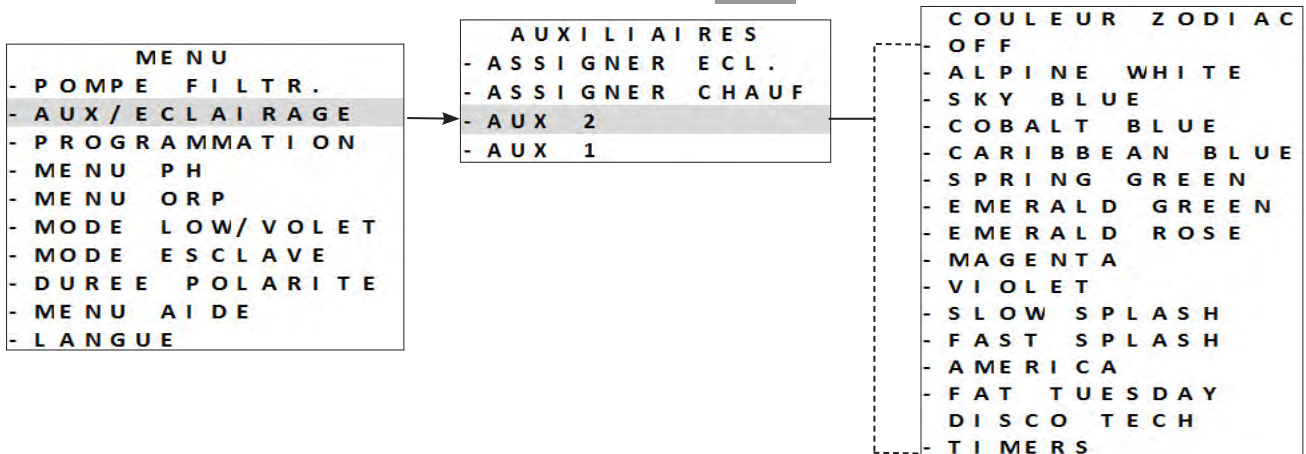 MENU
- POMPE FILTR.
- AUX/ECLAIRAGE
- PROGRAMMATION
- MENU PH
- MENU ORP
- MODE LOW/VOLET
- MODE ESCLAVE
- DUREE POLARITE
- MENU AIDE
- LANGUE
AUXILIAIRES
- ASSIGNER ECL.
- ASSIGNER CHAUF
- AUX 2
- AUX 1
COULEUR ZODIAC
- OFF
- ALPINE WHITE
- SKY BLUE
- COBALT BLUE
- CARIBBEAN BLUE
- SPRING GREEN
- EMERALD GREEN
- EMERALD ROSE
- MAGENTA
- VIOLET
- SLOW SPLASH
- FAST SPLASH
- AMERICA
- FAT TUESDAY
DISCO TECH
- TIMERS